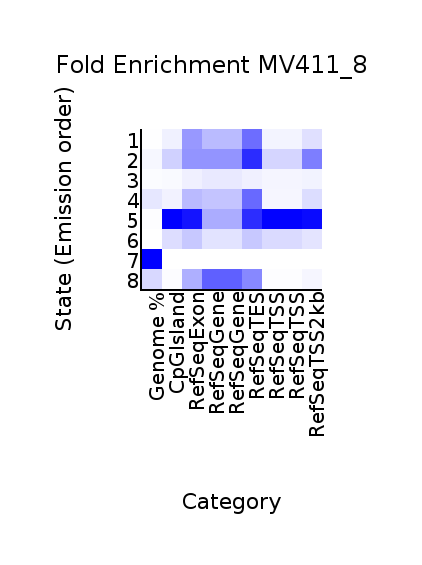 Fold Enrichment MV411_8
State (Emission order)
1
2
3
4
5
6
7
8
Genome %
CpGIsland
RefSeqExon
RefSeqGene
RefSeqGene
RefSeqTES
RefSeqTSS
RefSeqTSS
RefSeqTSS2kb
Category